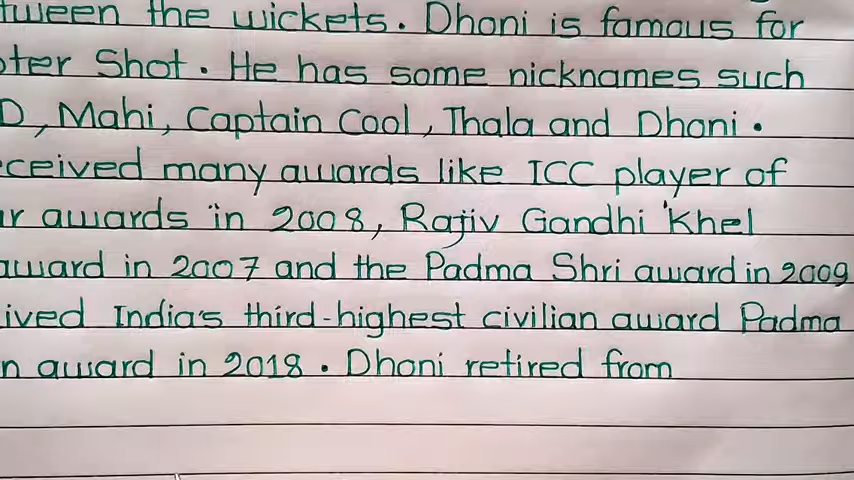 tween the wickets. Dhoni is famous for
ter Shot. He has some nicknames such
D, Mahi, Captain Cool, Thala and Dhoni.
ceived many awards like ICC player of
r awards in 2008, Rajiv Gandhi Khel
award in 2007 and the Padma Shri award in 2009
ived India's third-highest civilian award Padma
n award in 2018. Dhoni retired from